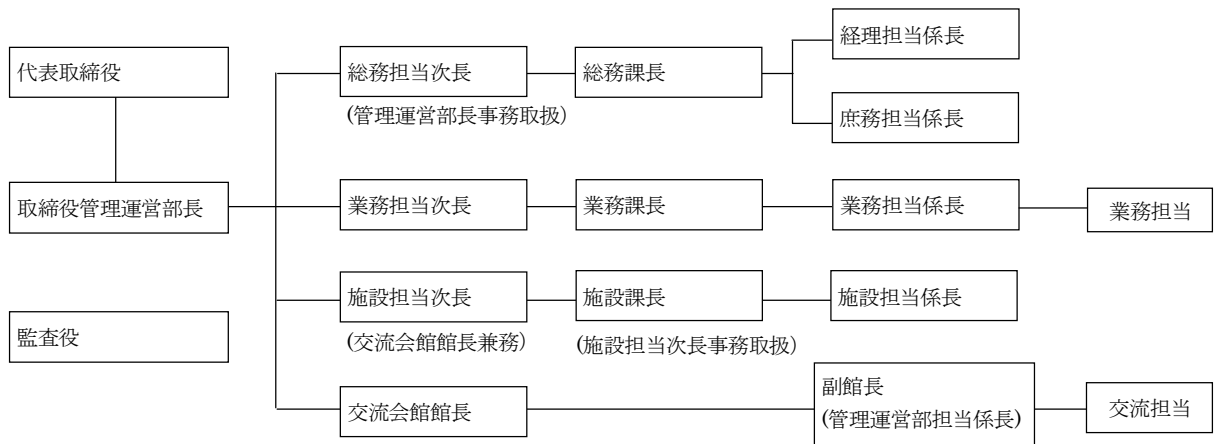 経理担当係長
代表取締役
総務担当次長
総務課長
(管理運営部長事務取扱)
庶務担当係長
取締役管理運営部長
業務担当次長
業務課長
業務担当係長
業務担当
施設担当次長
施設課長
施設担当係長
監査役
(交流会館館長兼務)
(施設担当次長事務取扱)
副館長
交流会館館長
(管理運営部担当係長)
交流担当